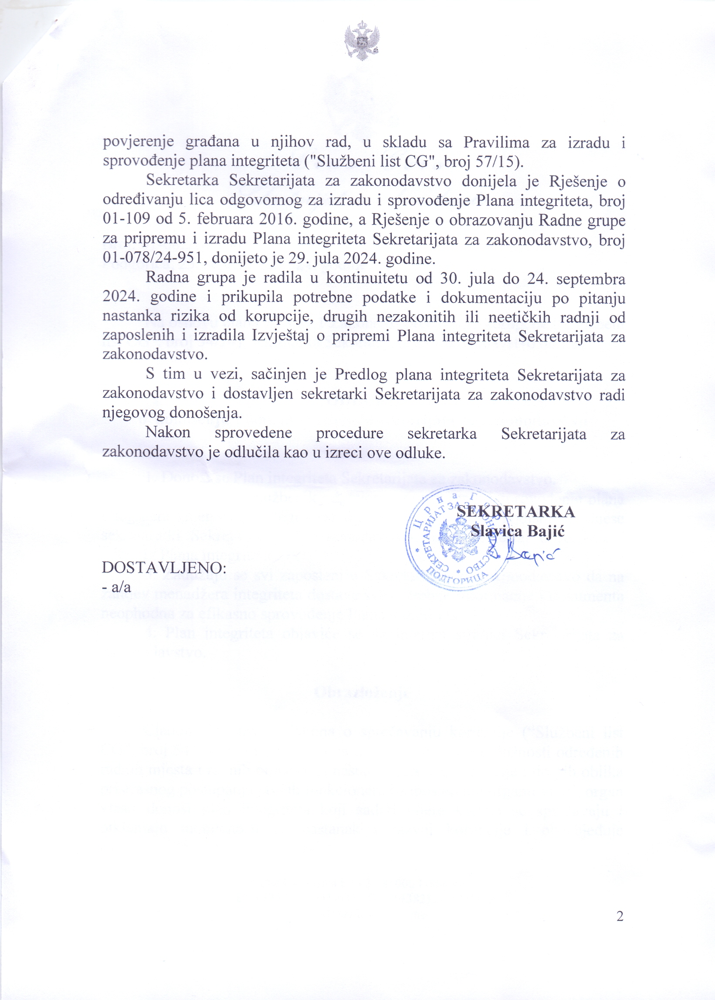 povjerenje građana u njihov rad, u skladu sa Pravilima za izradu i
sprovođenje plana integriteta ("Službeni list CG", broj 57/15).
Sekretarka Sekretarijata za zakonodavstvo donijela je Rješenje o
određivanju lica odgovornog za izradu i sprovođenje Plana integriteta, broj
01-109 od 5. februara 2016. godine, a Rješenje o obrazovanju Radne grupe
za pripremu i izradu Plana integriteta Sekretarijata za zakonodavstvo, broj
01-078/24-951, donijeto je 29. jula 2024. godine.
Radna grupa je radila u kontinuitetu od 30. jula do 24. septembra
2024. godine i prikupila potrebne podatke i dokumentaciju po pitanju
nastanka rizika od korupcije, drugih nezakonitih ili neetičkih radnji od
zaposlenih i izradila Izvještaj o pripremi Plana integriteta Sekretarijata za
zakonodavstvo.
S tim u vezi, sačinjen je Predlog plana integriteta Sekretarijata za
zakonodavstvo i dostavljen sekretarki Sekretarijata za zakonodavstvo radi
njegovog donošenja.
Nakon sprovedene procedure sekretarka Sekretarijata za
zakonodavstvo je odlučila kao u izreci ove odluke.
Црна Гора
СЕКРЕТАРИЈАТ ЗА ЗАКОНОДАВСТВО
ПОДГОРИЦА
SEKRETARKA
Slavica Bajić
DOSTAVLJENO:
- a/a
2